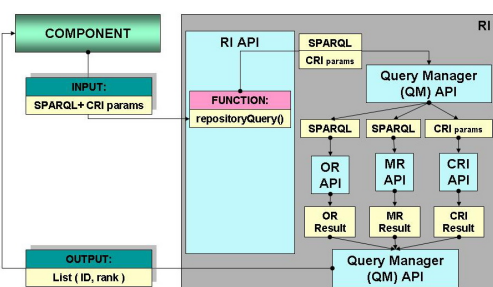 COMPONENT
RI
RI API
SPARQL
CRI params
INPUT:
SPARQL+ CRI params
Query Manager
(QM) API
FUNCTION:
repositoryQuery()
SPARQL
SPARQL
CRI params
OR
API
MR
API
CRI
API
OR
Result
MR
Result
CRI
Result
OUTPUT:
List ( ID, rank )
Query Manager
(QM) API